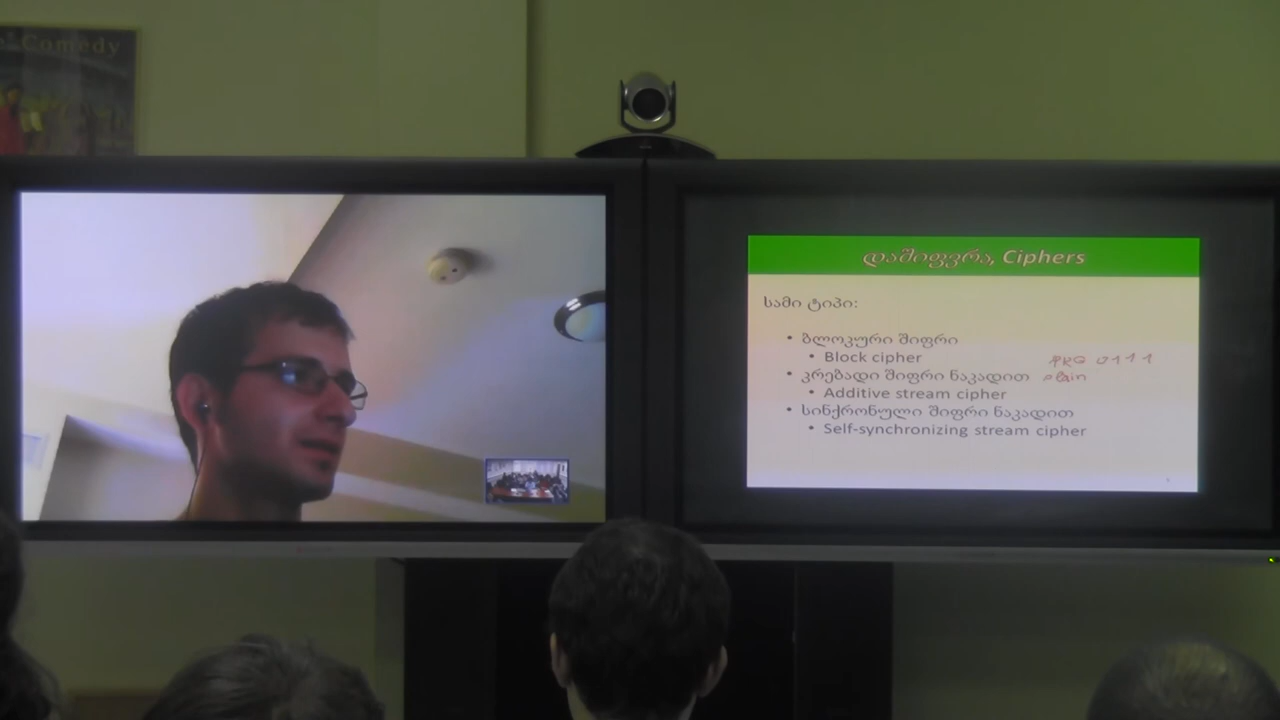 e Comedy
დაშიფვრა, Ciphers
სამი ტიპი:
• ბლოკური შიფრი
• Block cipher
• კრებადი შიფრი ნაკადით
plain
• Additive stream cipher
• სინქრონული შიფრი ნაკადით
• Self-synchronizing stream cipher